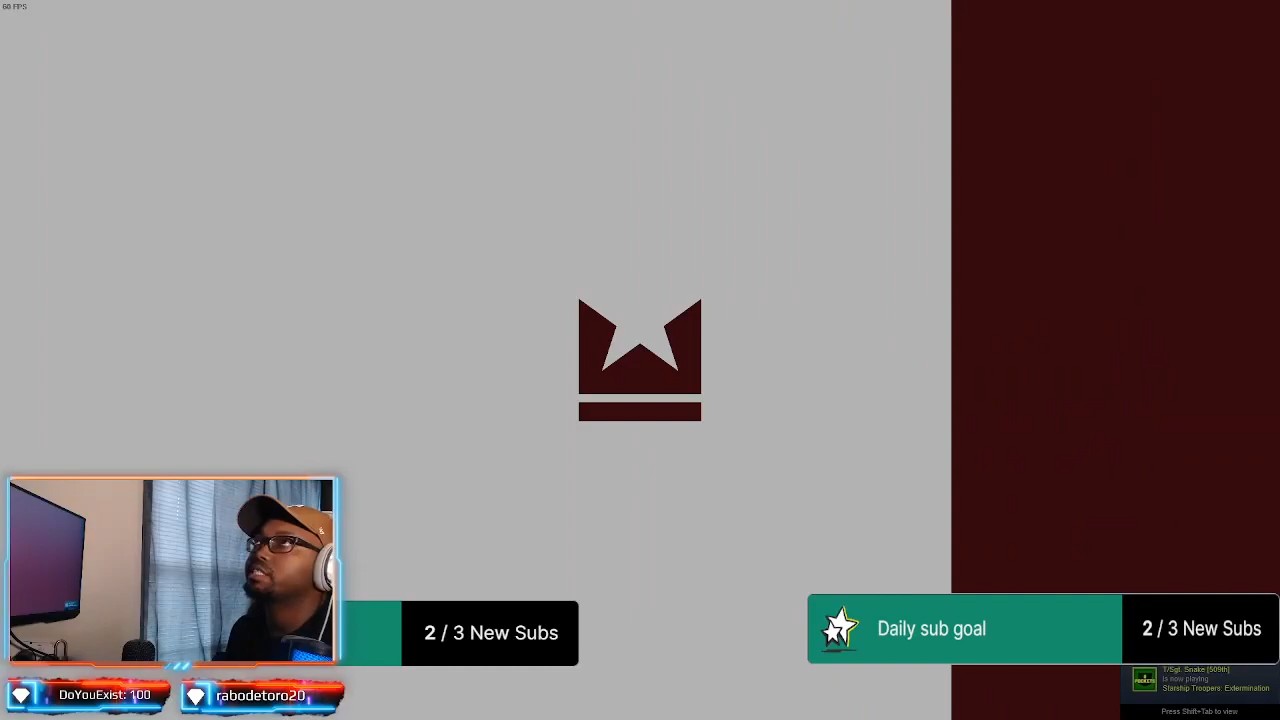 60 FPS
2 / 3 New Subs
Daily sub goal
2 / 3 New Subs
DoYouExist: 100
rabodetoro20
T/Sgt. Snake [509th]
is now playing
Starship Troopers: Extermination
Press Shift+Tab to view